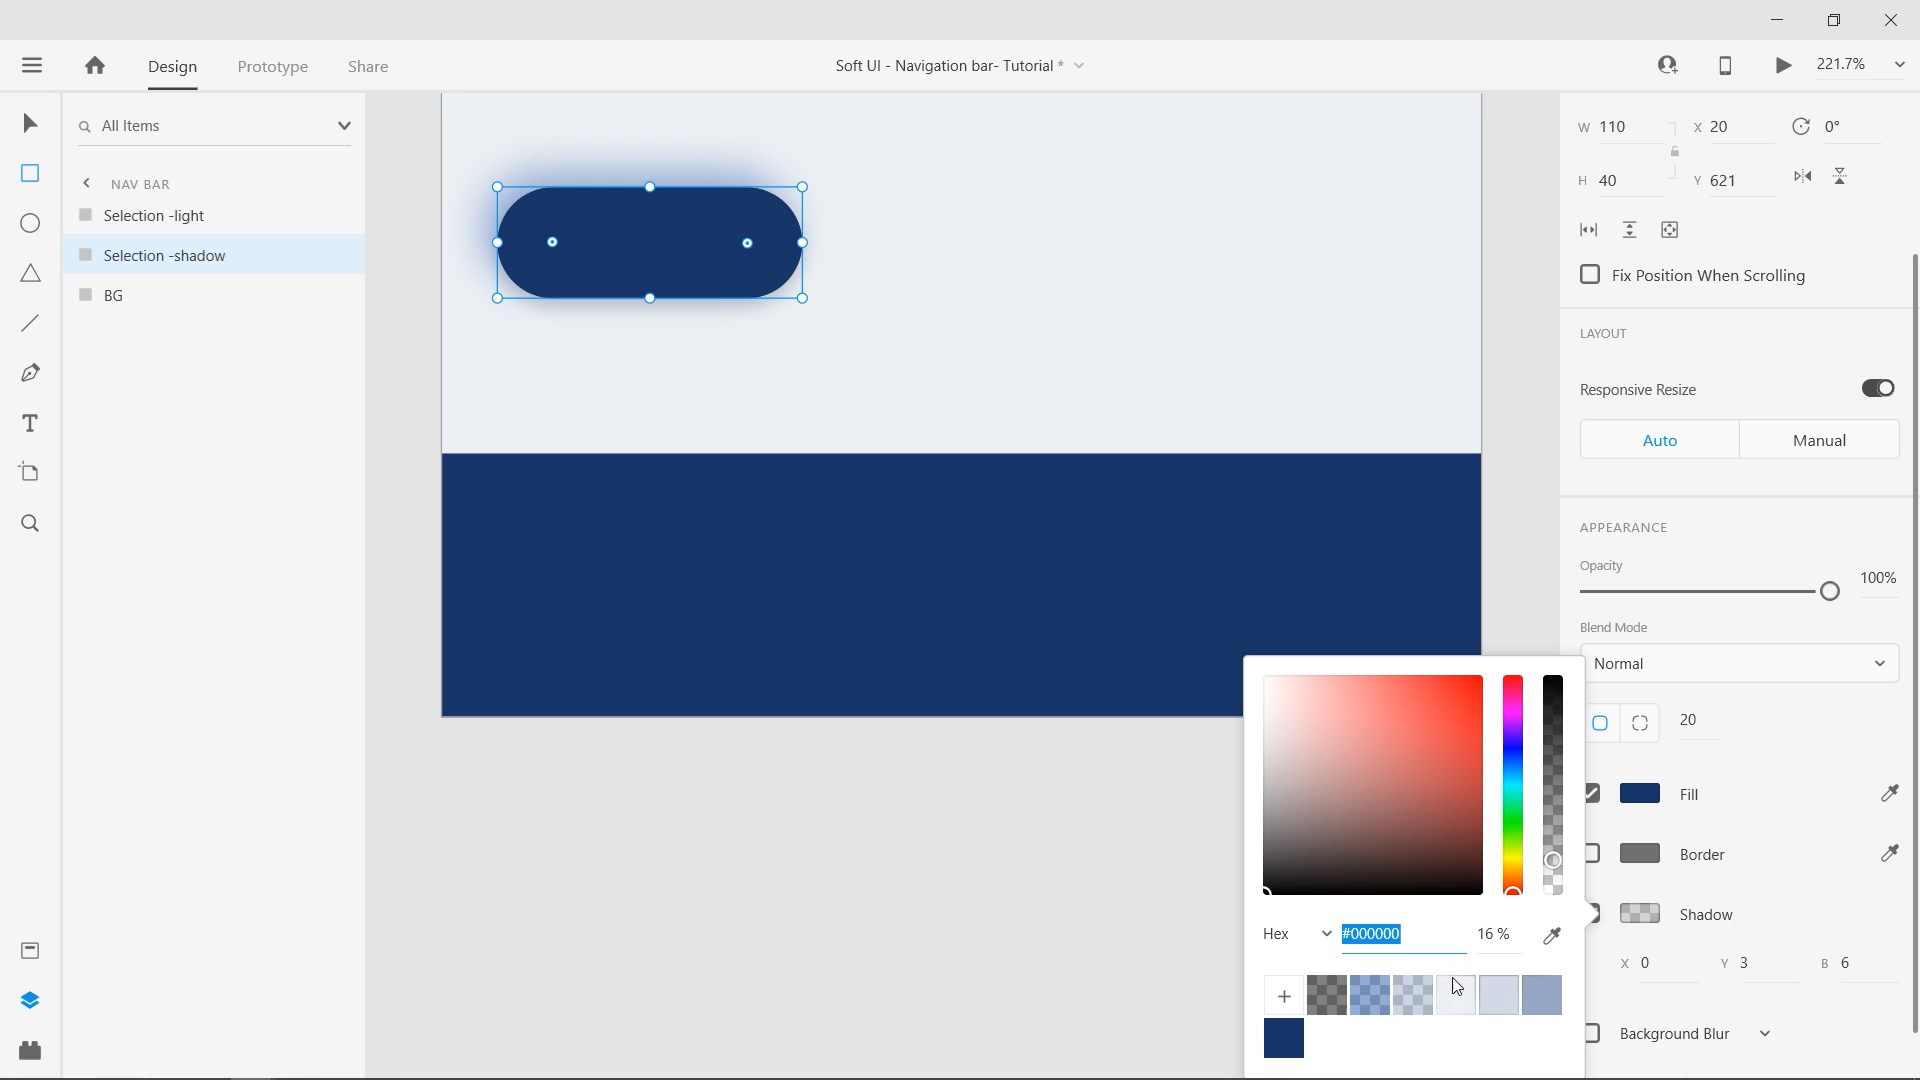 Design
Prototype
Share
Soft UI - Navigation bar- Tutorial *
221.7%
All Items
NAV BAR
Selection -light
Selection -shadow
BG
W 110
X 20
0°
H 40
Y 621
Fix Position When Scrolling
LAYOUT
Responsive Resize
Auto
Manual
APPEARANCE
Opacity
100%
Blend Mode
Normal
20
Fill
Border
Shadow
X 0
Y 3
B 6
Background Blur
Hex
#000000
16 %